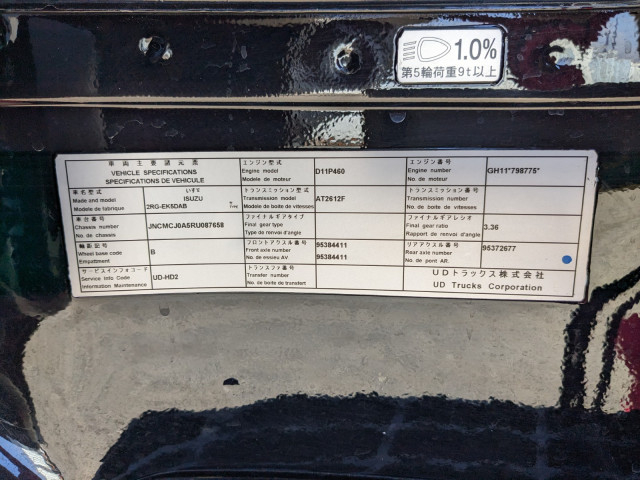 1.0%
第5輪荷重9t以上
車両主要諸元表
VEHICLE SPECIFICATIONS
SPECIFICATIONS DE VEHICULE
エンジン型式
Engine model
Modele de moteur
D11P460
エンジン番号
Engine number
No. de moteur
GH11*798775*
車名型式
Made and model
Modele de fabrique
いすゞ
ISUZU
2RG-EK5DAB
トランスミッション型式
Transmission model
Modele de boite de vitesses
AT2612F
トランスミッション番号
Transmission number
No. de boite de vitesses
車台番号
Chassis number
No. de chassis
JNCMCJ0A5RU087658
ファイナルギアタイプ
Final gear type
Type de renvoi d'angle
ファイナルギアレシオ
Final gear ratio
Rapport de renvoi d'angle
3.36
軸距記号
Wheel base code
Empattement
B
フロントアクスル番号
Front axle number
No. de essieu AV.
95384411
95384411
リアアクスル番号
Rear axle number
No. de pont AR.
95372677
サービスインフォコード
Service Info Code
Information Maintenance
UD-HD2
トランスファ番号
Transfer number
No. de boite de transfert
UDトラックス株式会社
UD Trucks Corporation